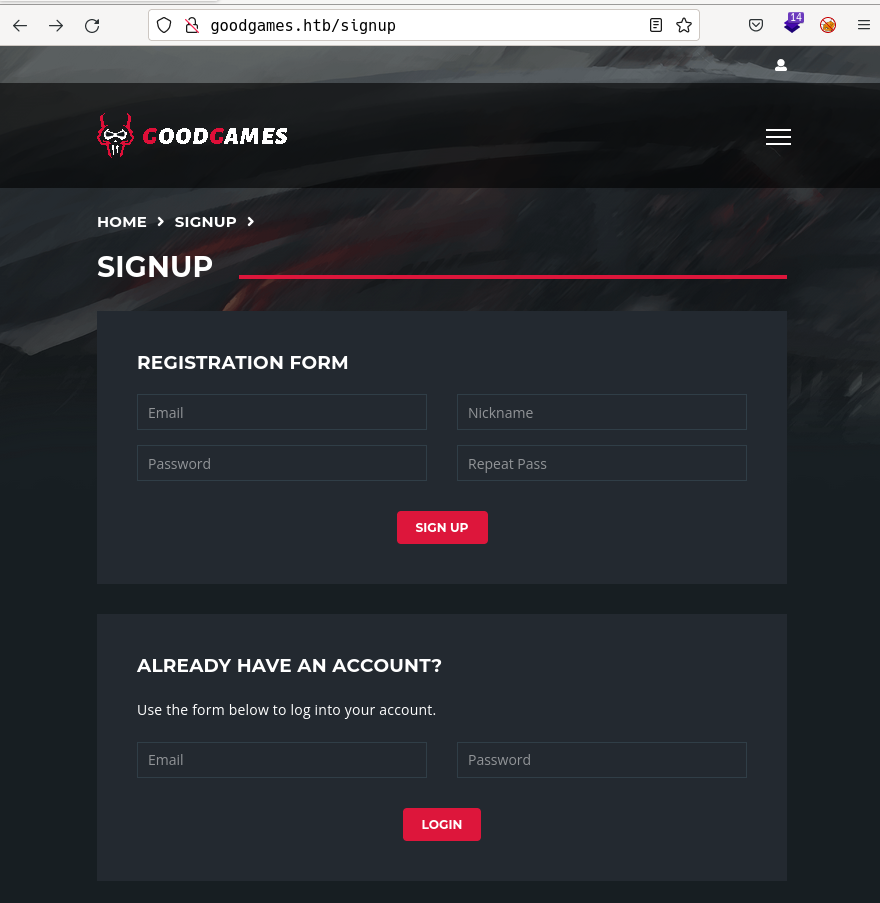 goodgames.htb/signup
14
GOODGAMES
HOME SIGNUP
SIGNUP
REGISTRATION FORM
Email Nickname
Password Repeat Pass
SIGN UP
ALREADY HAVE AN ACCOUNT?
Use the form below to log into your account.
Email Password
LOGIN